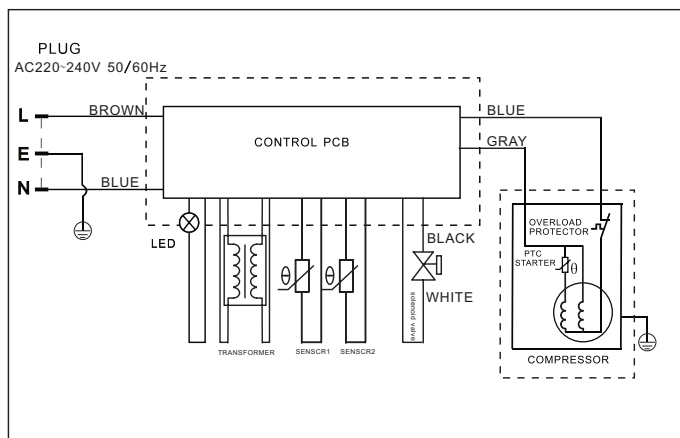 PLUG
AC220~240V 50/60Hz
L
BROWN
E
N
BLUE
CONTROL PCB
BLUE
GRAY
LED
TRANSFORMER
θ
SENSCR1
θ
SENSCR2
solenoid valve
BLACK
WHITE
OVERLOAD
PROTECTOR
PTC
STARTER
θ
COMPRESSOR